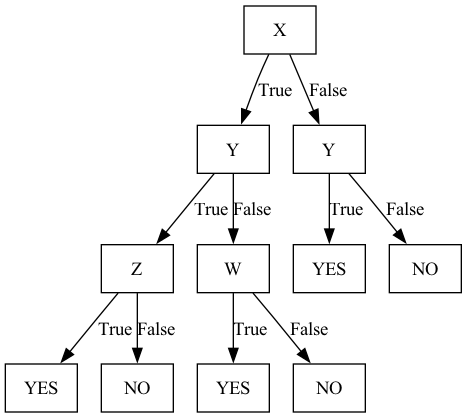 X
True False
Y Y
True False True False
Z W YES NO
True False True False
YES NO YES NO